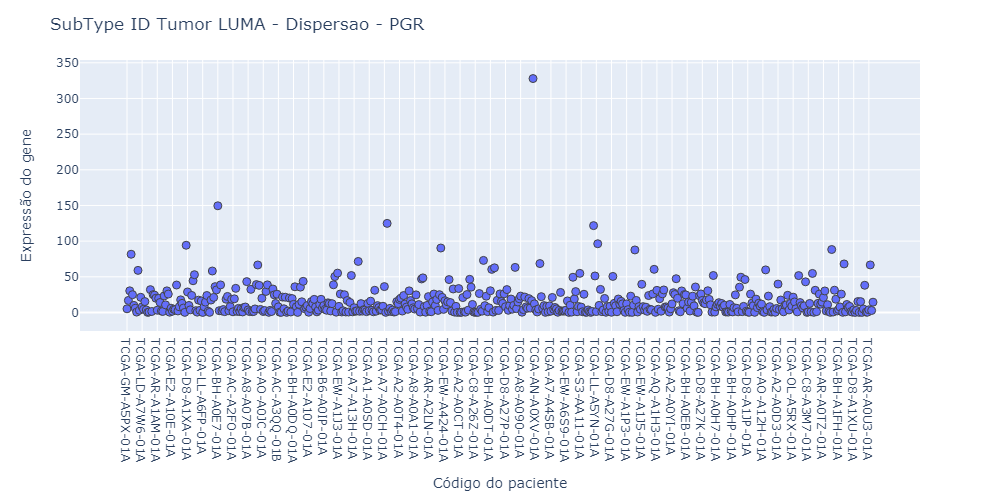 SubType ID Tumor LUMA - Dispersao - PGR
Expressão do gene
350
300
250
200
150
100
50
0
TCGA-GM-A5PX-01A
TCGA-LD-A7W6-01A
TCGA-AR-A1AM-01A
TCGA-E2-A10E-01A
TCGA-D8-A1XA-01A
TCGA-LL-A6FP-01A
TCGA-BH-A0E7-01A
TCGA-AC-A2FO-01A
TCGA-A8-A07B-01A
TCGA-AO-A0JC-01A
TCGA-AC-A3QQ-01B
TCGA-BH-A0DQ-01A
TCGA-E2-A107-01A
TCGA-B6-A0IP-01A
TCGA-EW-A1J3-01A
TCGA-A7-A13H-01A
TCGA-A1-A0SD-01A
TCGA-A7-A0CH-01A
TCGA-A2-A0T4-01A
TCGA-A8-A0A1-01A
TCGA-AR-A2LN-01A
TCGA-EW-A424-01A
TCGA-A2-A0CT-01A
TCGA-C8-A26Z-01A
TCGA-BH-A0DT-01A
TCGA-D8-A27P-01A
TCGA-A8-A090-01A
TCGA-AN-A0XV-01A
TCGA-A7-A4SB-01A
TCGA-EW-A6S9-01A
TCGA-S3-AA11-01A
TCGA-LL-A5YN-01A
TCGA-D8-A27G-01A
TCGA-EW-A1P3-01A
TCGA-EW-A1J5-01A
TCGA-AQ-A1H3-01A
TCGA-A2-A0YI-01A
TCGA-BH-A0EB-01A
TCGA-D8-A27K-01A
TCGA-BH-A0H7-01A
TCGA-BH-A0HP-01A
TCGA-D8-A1JP-01A
TCGA-AO-A12H-01A
TCGA-A2-A0D3-01A
TCGA-OL-A5RX-01A
TCGA-C8-A3M7-01A
TCGA-AR-A0TZ-01A
TCGA-BH-A1FH-01A
TCGA-D8-A1XU-01A
TCGA-AR-A0U3-01A
Código do paciente